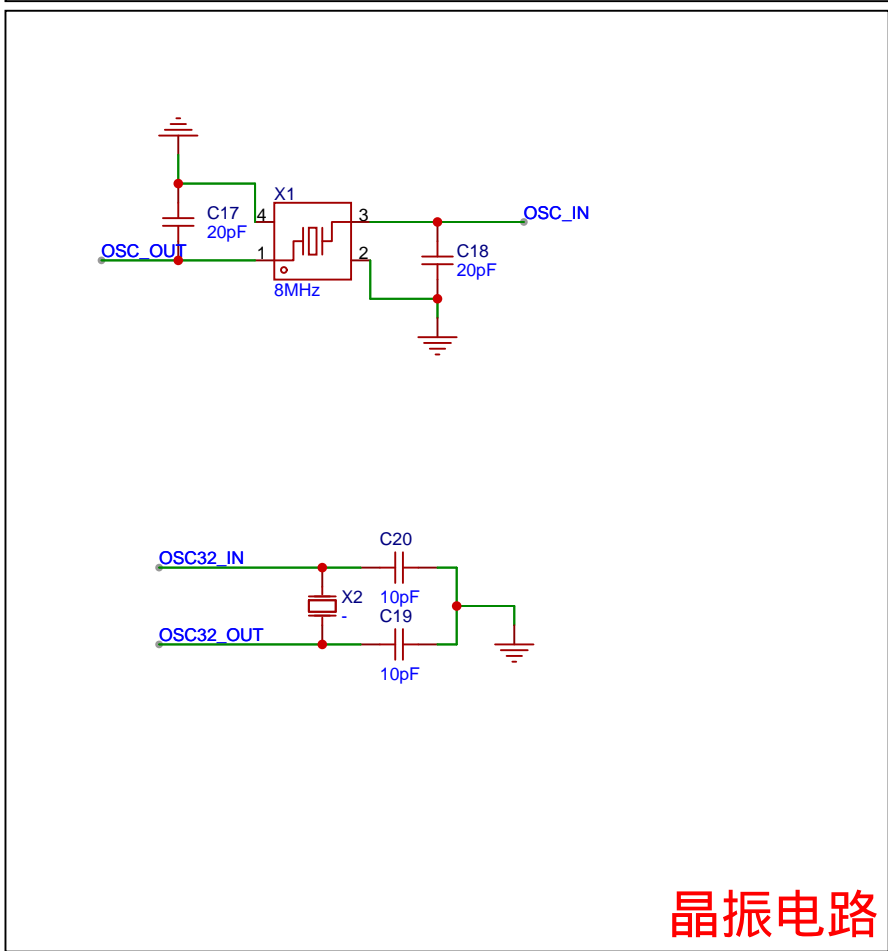 X1
C17
4
3
OSC_IN
20pF
OSC_OUT
1
2
C18
20pF
8MHz
C20
OSC32_IN
X2
10pF
-
C19
OSC32_OUT
10pF
晶振电路